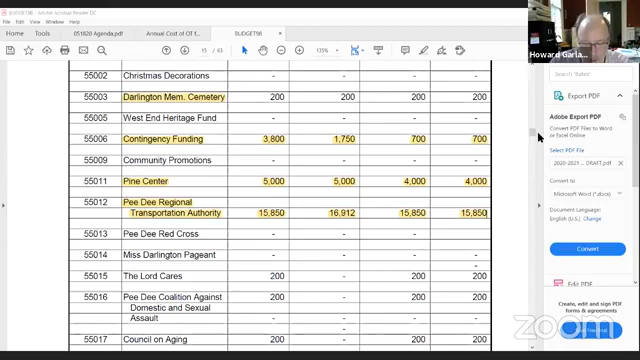 BUDGET98 - Adobe Acrobat Reader DC
File Edit View Window Help
Home Tools 051820 Agenda.pdf Annual Cost of OT f... BUDGET98 ×
15 / 63 135%
Howard Garla...
55002 Christmas Decorations - - - -
55003 Darlington Mem. Cemetery 200 200 200 200
55005 West End Heritage Fund - - - -
55006 Contingency Funding 3,800 1,750 700 700
55009 Community Promotions - - - -
55011 Pine Center 5,000 5,000 4,000 4,000
55012 Pee Dee Regional
Transportation Authority 15,850 16,912 15,850 15,850
55013 Pee Dee Red Cross - - - -
55014 Miss Darlington Pageant - - - -
-
55015 The Lord Cares 200 - 200 200
55016 Pee Dee Coalition Against 200 - 200 200
Domestic and Sexual
Assault -
-
55017 Council on Aging 200 - 200 200
Export PDF
Adobe Export PDF
Convert PDF Files to Word
or Excel Online
Select PDF File
2020-2021 ... DRAFT.pdf ×
Convert to
Microsoft Word (*.docx)
Document Language:
English (U.S.) Change
Convert
Edit PDF
Create, edit and sign PDF
forms & agreements
zoom